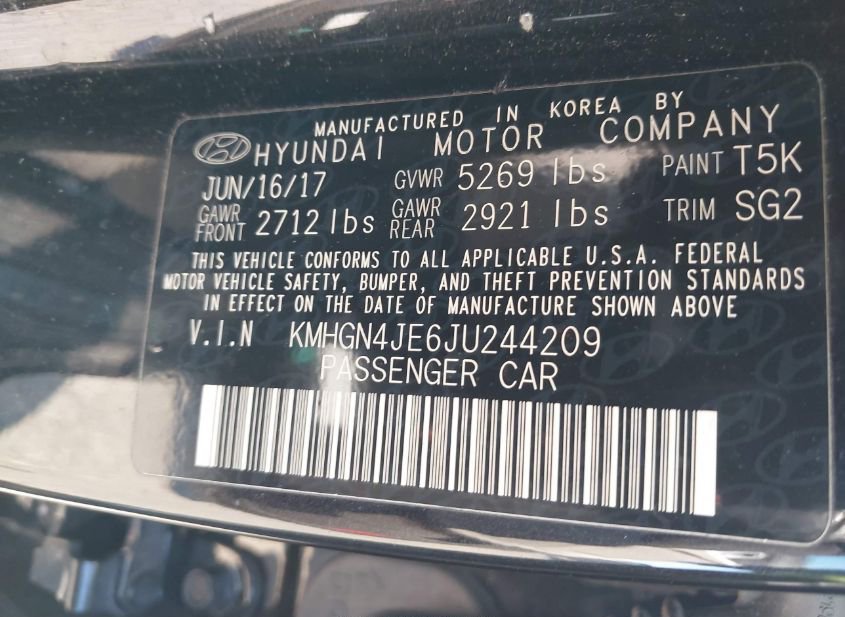 MANUFACTURED IN KOREA BY
HYUNDAI MOTOR COMPANY
JUN/16/17 GVWR 5269 lbs PAINT T5K
GAWR FRONT 2712 lbs GAWR REAR 2921 lbs TRIM SG2
THIS VEHICLE CONFORMS TO ALL APPLICABLE U.S.A. FEDERAL
MOTOR VEHICLE SAFETY, BUMPER, AND THEFT PREVENTION STANDARDS
IN EFFECT ON THE DATE OF MANUFACTURE SHOWN ABOVE
V.I.N KMHGN4JE6JU244209
PASSENGER CAR